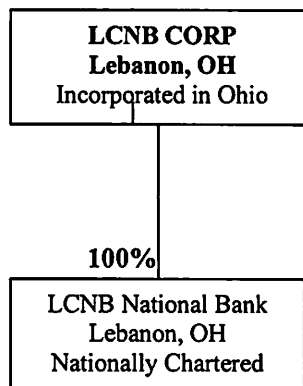 LCNB CORP
Lebanon, OH
Incorporated in Ohio
100%
LCNB National Bank
Lebanon, OH
Nationally Chartered